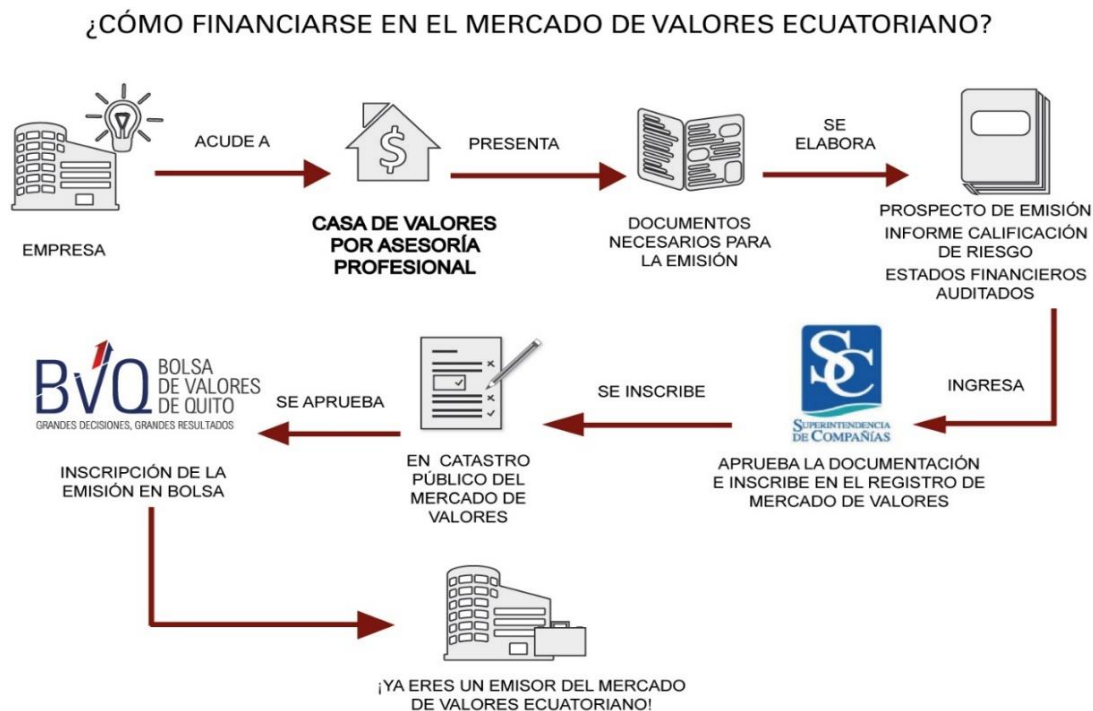 ¿CÓMO FINANCIARSE EN EL MERCADO DE VALORES ECUATORIANO?
EMPRESA
ACUDE A
$
CASA DE VALORES
POR ASESORÍA
PROFESIONAL
PRESENTA
DOCUMENTOS
NECESARIOS PARA
LA EMISIÓN
SE
ELABORA
PROSPECTO DE EMISIÓN
INFORME CALIFICACIÓN
DE RIESGO
ESTADOS FINANCIEROS
AUDITADOS
INGRESA
SC
SUPERINTENDENCIA
DE COMPAÑÍAS
APRUEBA LA DOCUMENTACIÓN
E INSCRIBE EN EL REGISTRO DE
MERCADO DE VALORES
SE INSCRIBE
EN CATASTRO
PÚBLICO DEL
MERCADO DE
VALORES
SE APRUEBA
BVQ
BOLSA
DE VALORES
DE QUITO
GRANDES DECISIONES, GRANDES RESULTADOS
INSCRIPCIÓN DE LA
EMISIÓN EN BOLSA
¡YA ERES UN EMISOR DEL MERCADO
DE VALORES ECUATORIANO!